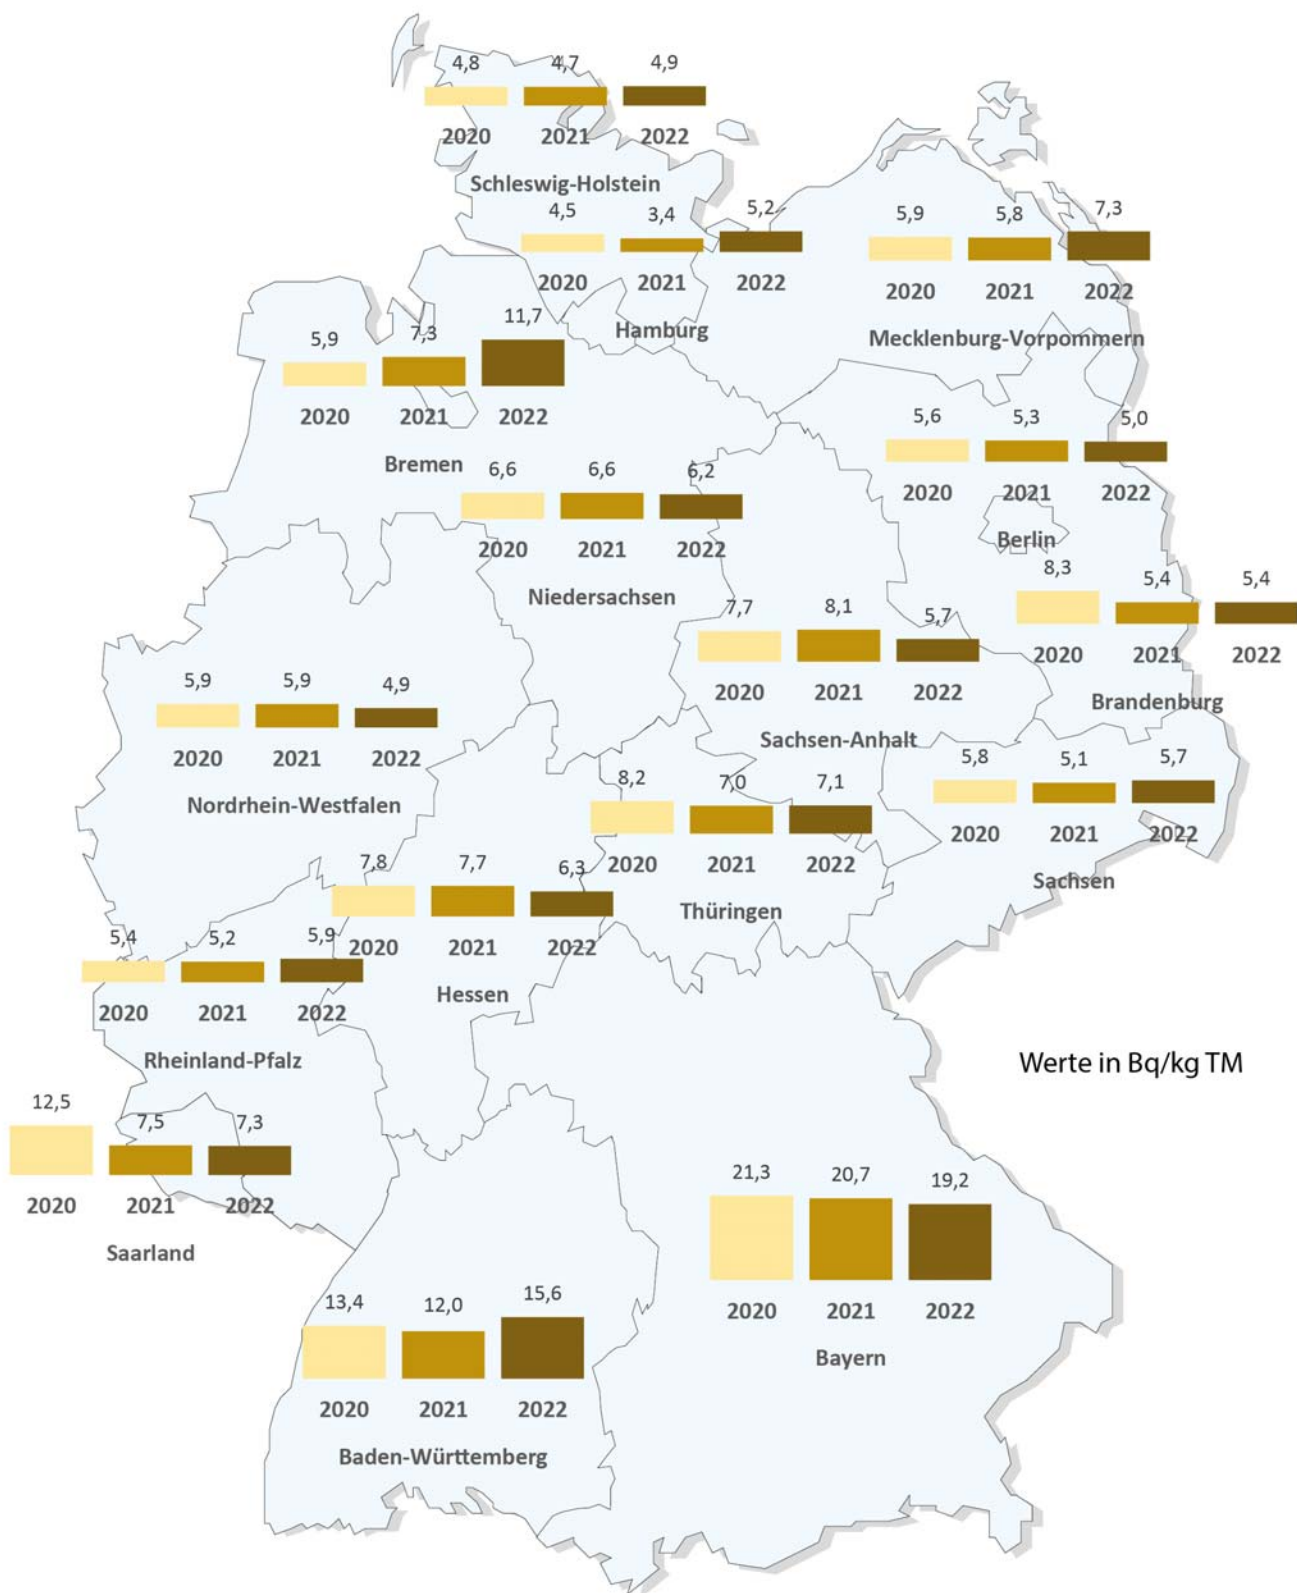 4,8 4,7 4,9
2020 2021 2022
Schleswig-Holstein
4,5 3,4 5,2
2020 2021 2022
Hamburg
5,9 5,8 7,3
2020 2021 2022
Mecklenburg-Vorpommern
5,9 7,3 11,7
2020 2021 2022
Bremen
5,6 5,3 5,0
2020 2021 2022
Berlin
6,6 6,6 6,2
2020 2021 2022
Niedersachsen
8,3 5,4 5,4
2020 2021 2022
Brandenburg
7,7 8,1 5,7
2020 2021 2022
Sachsen-Anhalt
5,9 5,9 4,9
2020 2021 2022
Nordrhein-Westfalen
8,2 7,0 7,1
2020 2021 2022
Thüringen
5,8 5,1 5,7
2020 2021 2022
Sachsen
7,8 7,7 6,3
2020 2021 2022
Hessen
5,4 5,2 5,9
2020 2021 2022
Rheinland-Pfalz
Werte in Bq/kg TM
12,5 7,5 7,3
2020 2021 2022
Saarland
21,3 20,7 19,2
2020 2021 2022
Bayern
13,4 12,0 15,6
2020 2021 2022
Baden-Württemberg